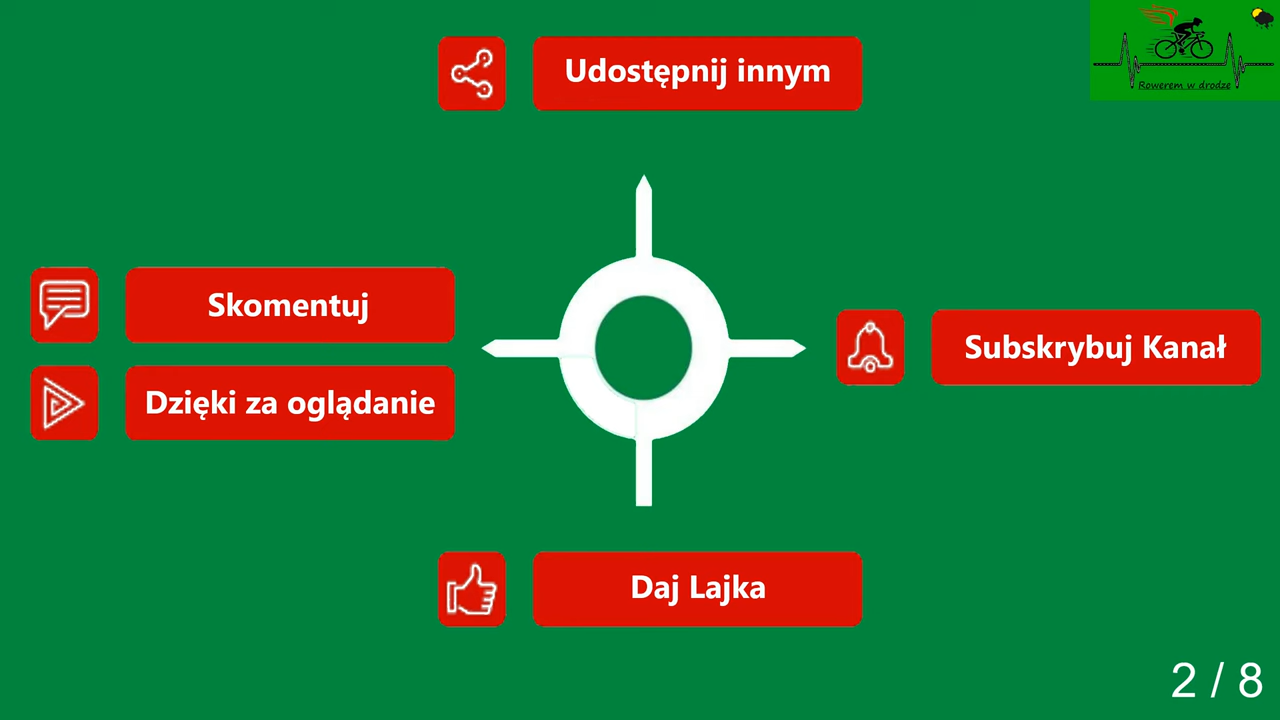 Udostępnij innym
Rowerem w drodze
Skomentuj
Dzięki za oglądanie
Subskrybuj Kanał
Daj Lajka
2 / 8